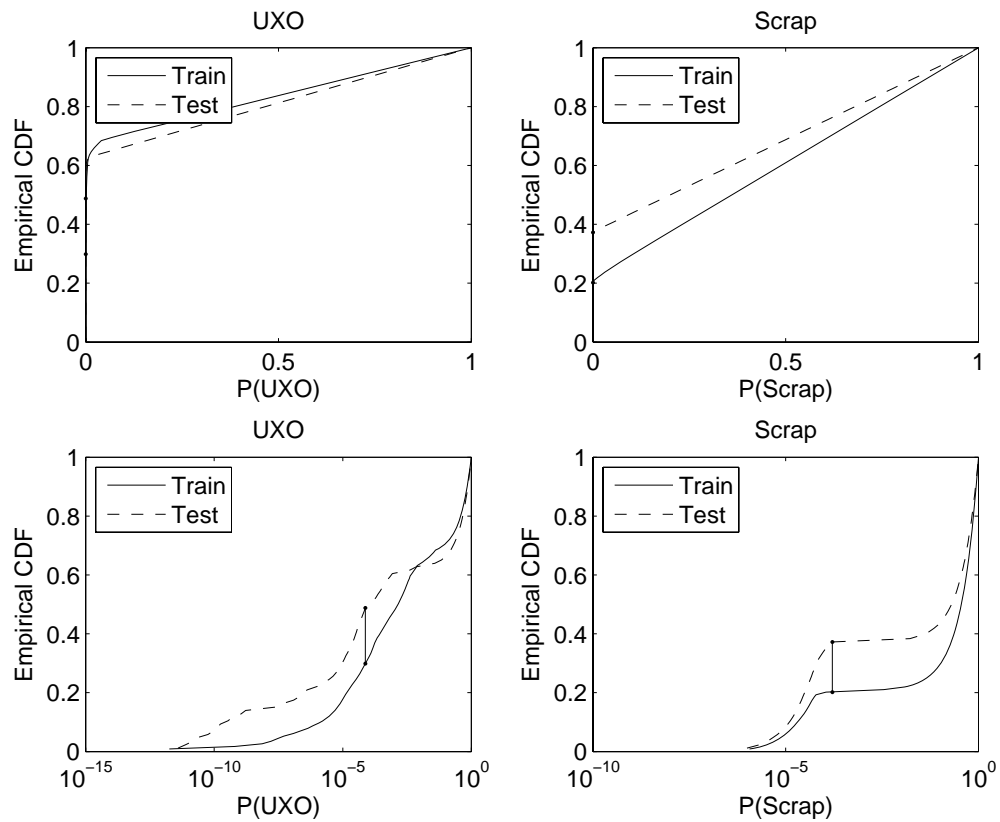 UXO
Train
Test
Empirical CDF
0
0.2
0.4
0.6
0.8
1
0
0.5
1
P(UXO)
Scrap
Train
Test
Empirical CDF
0
0.2
0.4
0.6
0.8
1
0
0.5
1
P(Scrap)
UXO
Train
Test
Empirical CDF
0
0.2
0.4
0.6
0.8
1
10^−15
10^−10
10^−5
10^0
P(UXO)
Scrap
Train
Test
Empirical CDF
0
0.2
0.4
0.6
0.8
1
10^−10
10^−5
10^0
P(Scrap)